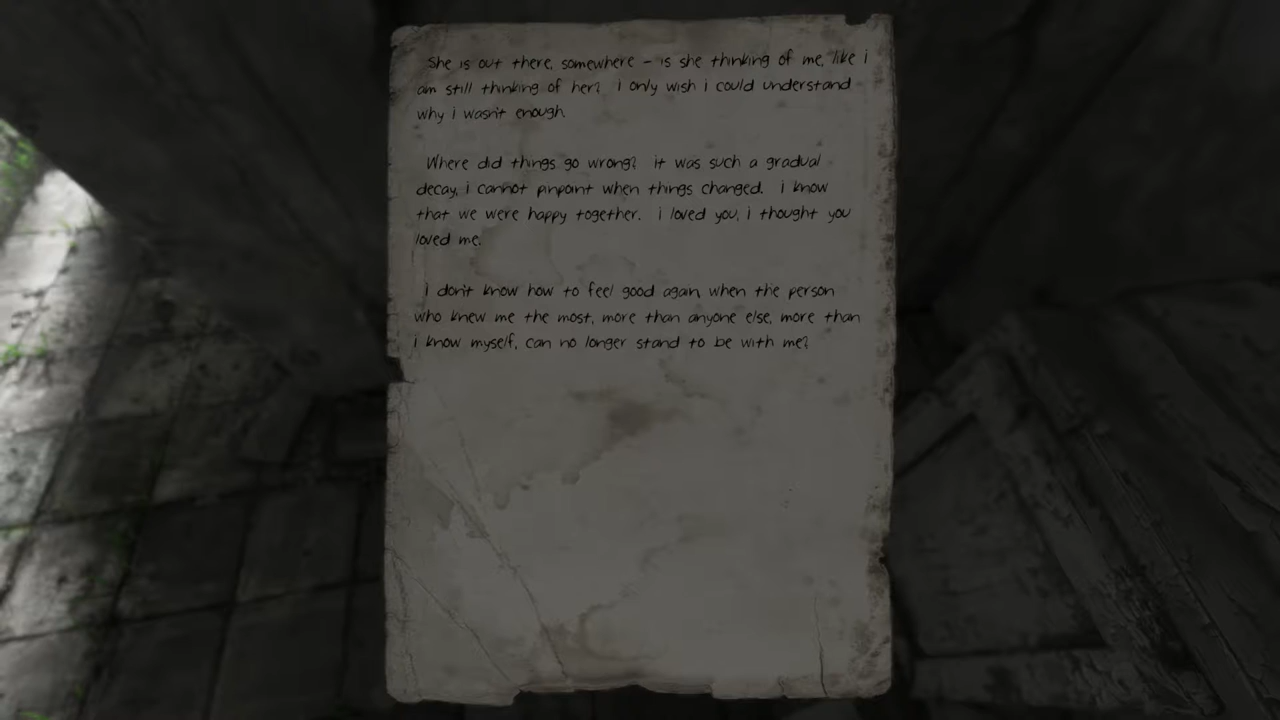 She is out there, somewhere - is she thinking of me, like i
am still thinking of her? i only wish i could understand
why i wasn't enough.
Where did things go wrong? it was such a gradual
decay, i cannot pinpoint when things changed. i know
that we were happy together. i loved you, i thought you
loved me.
i don't know how to feel good again when the person
who knew me the most, more than anyone else, more than
i know myself, can no longer stand to be with me?